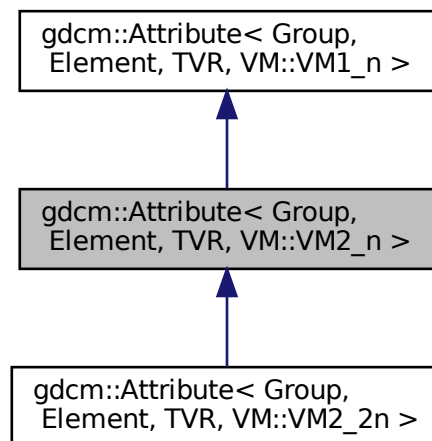 gdcm::Attribute< Group,
Element, TVR, VM::VM1_n >
gdcm::Attribute< Group,
Element, TVR, VM::VM2_n >
gdcm::Attribute< Group,
Element, TVR, VM::VM2_2n >